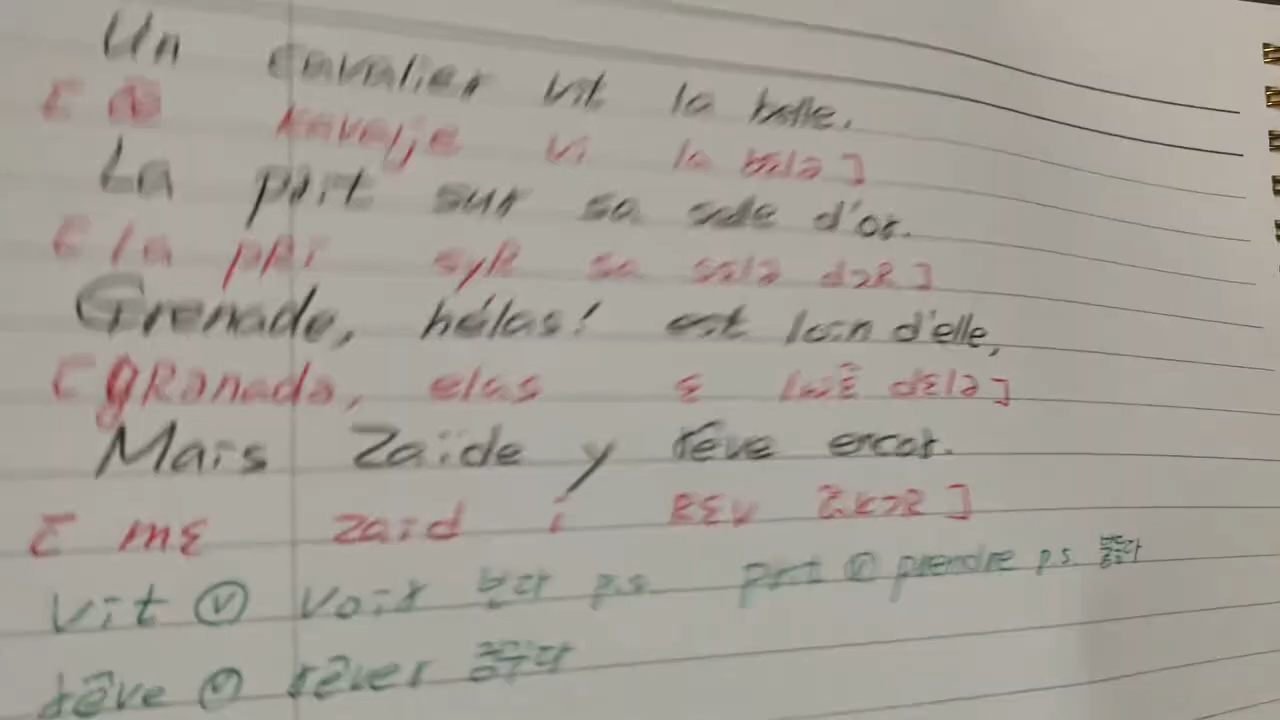 Un cavalier vit la belle.
[ œ̃ kavalje vi la bɛlə ]
La prit sur sa selle d'or.
[ la pRi syR sa sɛlə dɔR ]
Grenade, hélas! est loin d'elle,
[ gRənadə, elas ɛ lwɛ̃ dɛlə ]
Mais Zaïde y rêve encor.
[ mɛ zaid i Rɛv ɑ̃kɔR ]
vit ⓥ voir 보다 p.s. prit ⓥ prendre p.s.
rêve ⓥ rêver 꿈꾸다